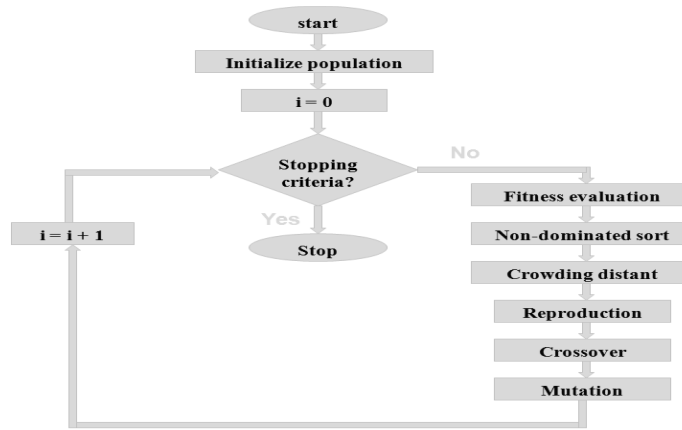 start
Initialize population
i = 0
Stopping
criteria?
No
Yes
Stop
Fitness evaluation
Non-dominated sort
Crowding distant
Reproduction
Crossover
Mutation
i = i + 1